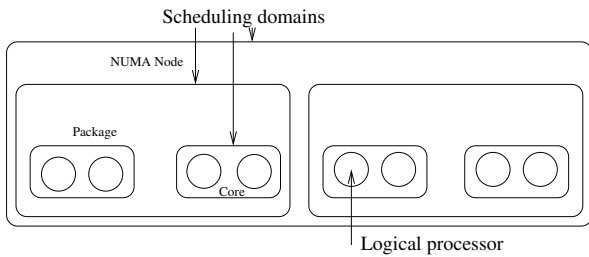 Scheduling domains
NUMA Node
Package
Core
Logical processor